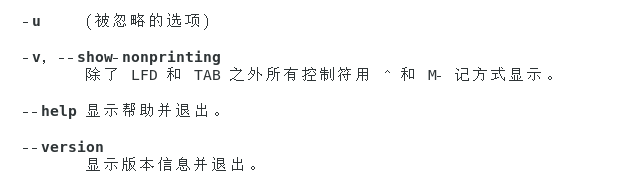 -u (被忽略的选项)
-v, --show-nonprinting
除了 LFD 和 TAB 之外所有控制符用 ^ 和 M- 记方式显示。
--help 显示帮助并退出。
--version
显示版本信息并退出。